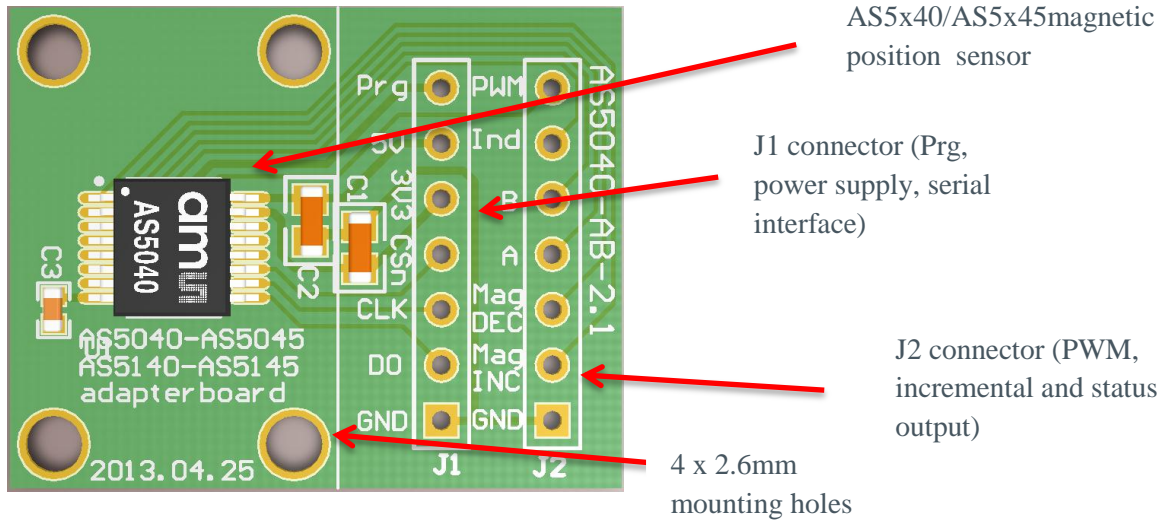 AS5x40/AS5x45magnetic
position sensor
J1 connector (Prg,
power supply, serial
interface)
J2 connector (PWM,
incremental and status
output)
4 x 2.6mm
mounting holes
Prg
5V
3V3
CSn
CLK
DO
GND
J1
PWM
Ind
B
A
Mag
DEC
Mag
INC
GND
J2
AS5040-AB-2.1
C1
C2
C3
amu
AS5040
U1
AS5040-AS5045
AS5140-AS5145
adapterboard
2013.04.25